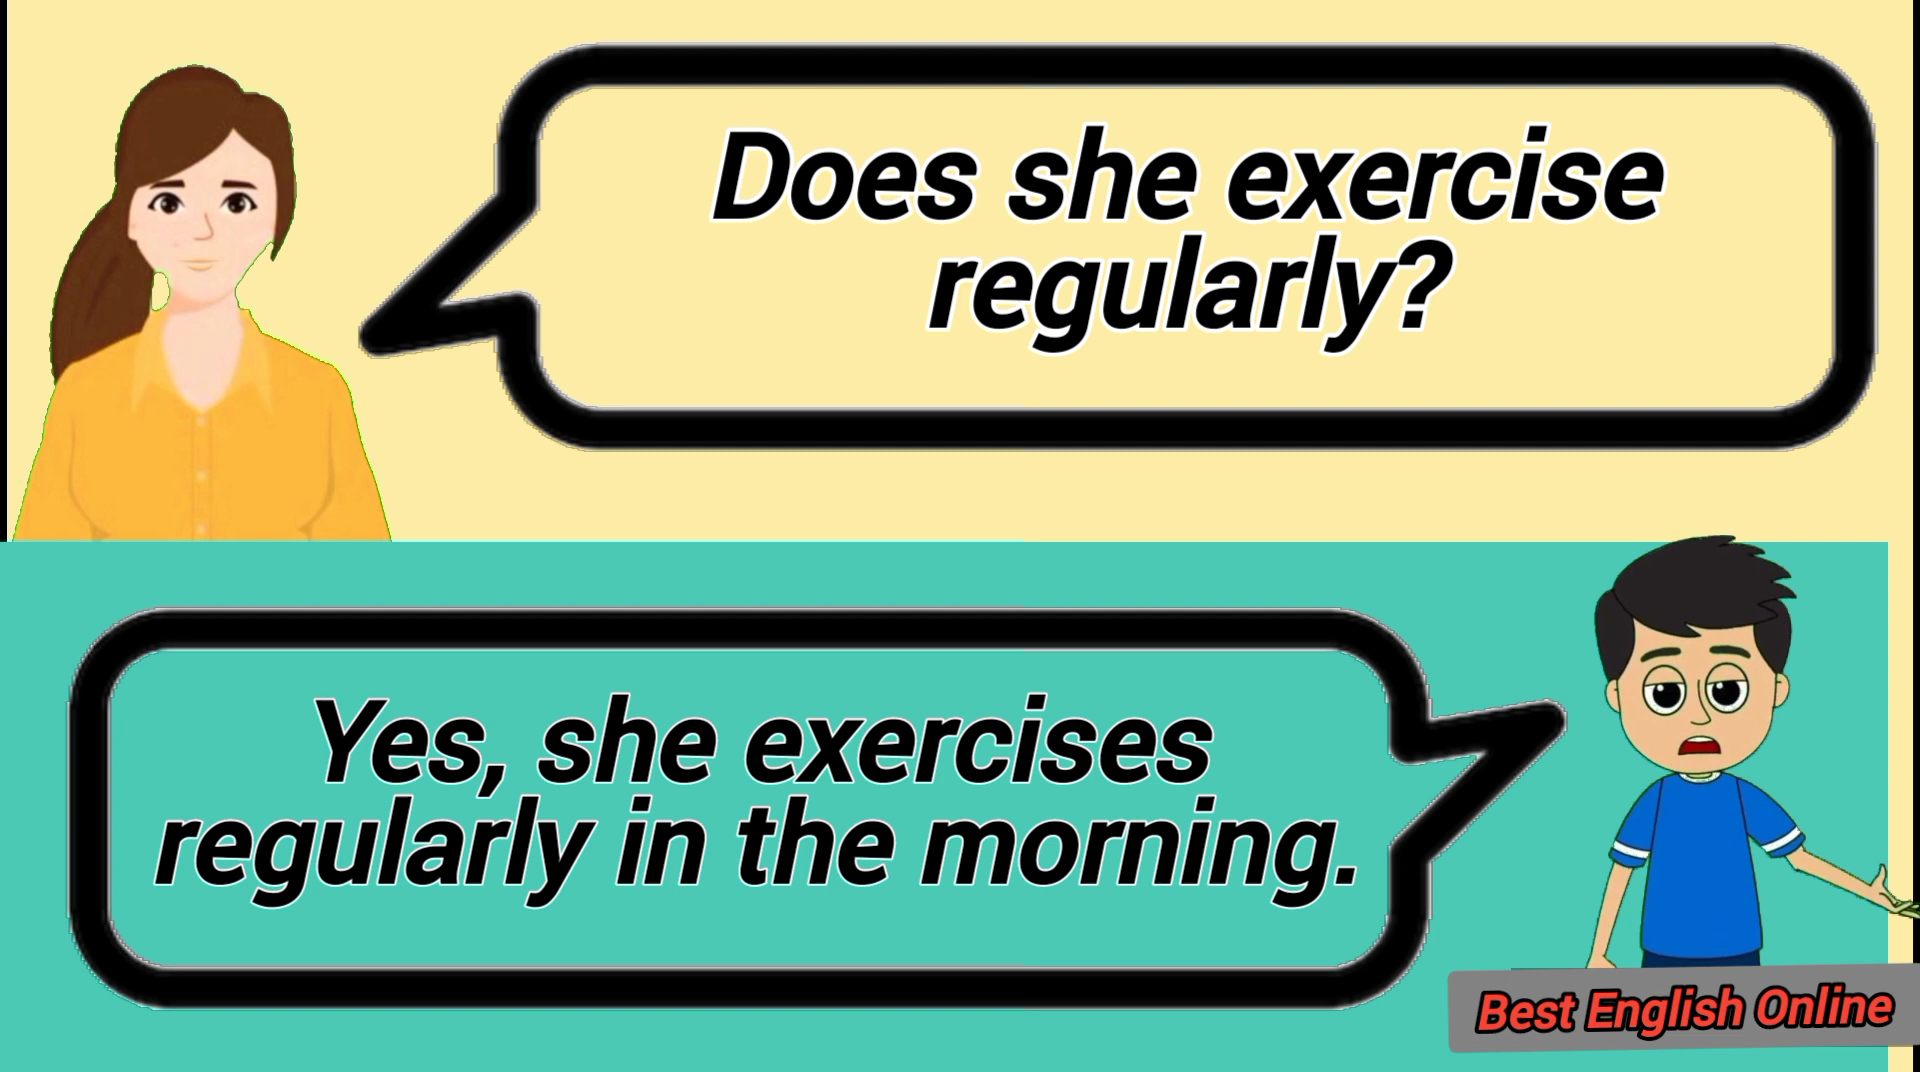 Does she exercise
regularly?
Yes, she exercises
regularly in the morning.
Best English Online